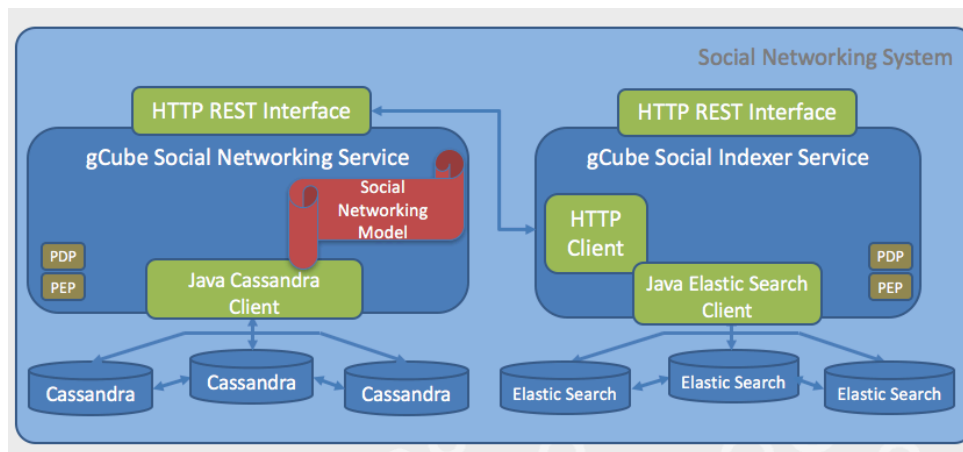 Social Networking System
HTTP REST Interface
gCube Social Networking Service
Social
Networking
Model
PDP
PEP
Java Cassandra
Client
Cassandra
Cassandra
Cassandra
HTTP REST Interface
gCube Social Indexer Service
HTTP
Client
PDP
PEP
Java Elastic Search
Client
Elastic Search
Elastic Search
Elastic Search